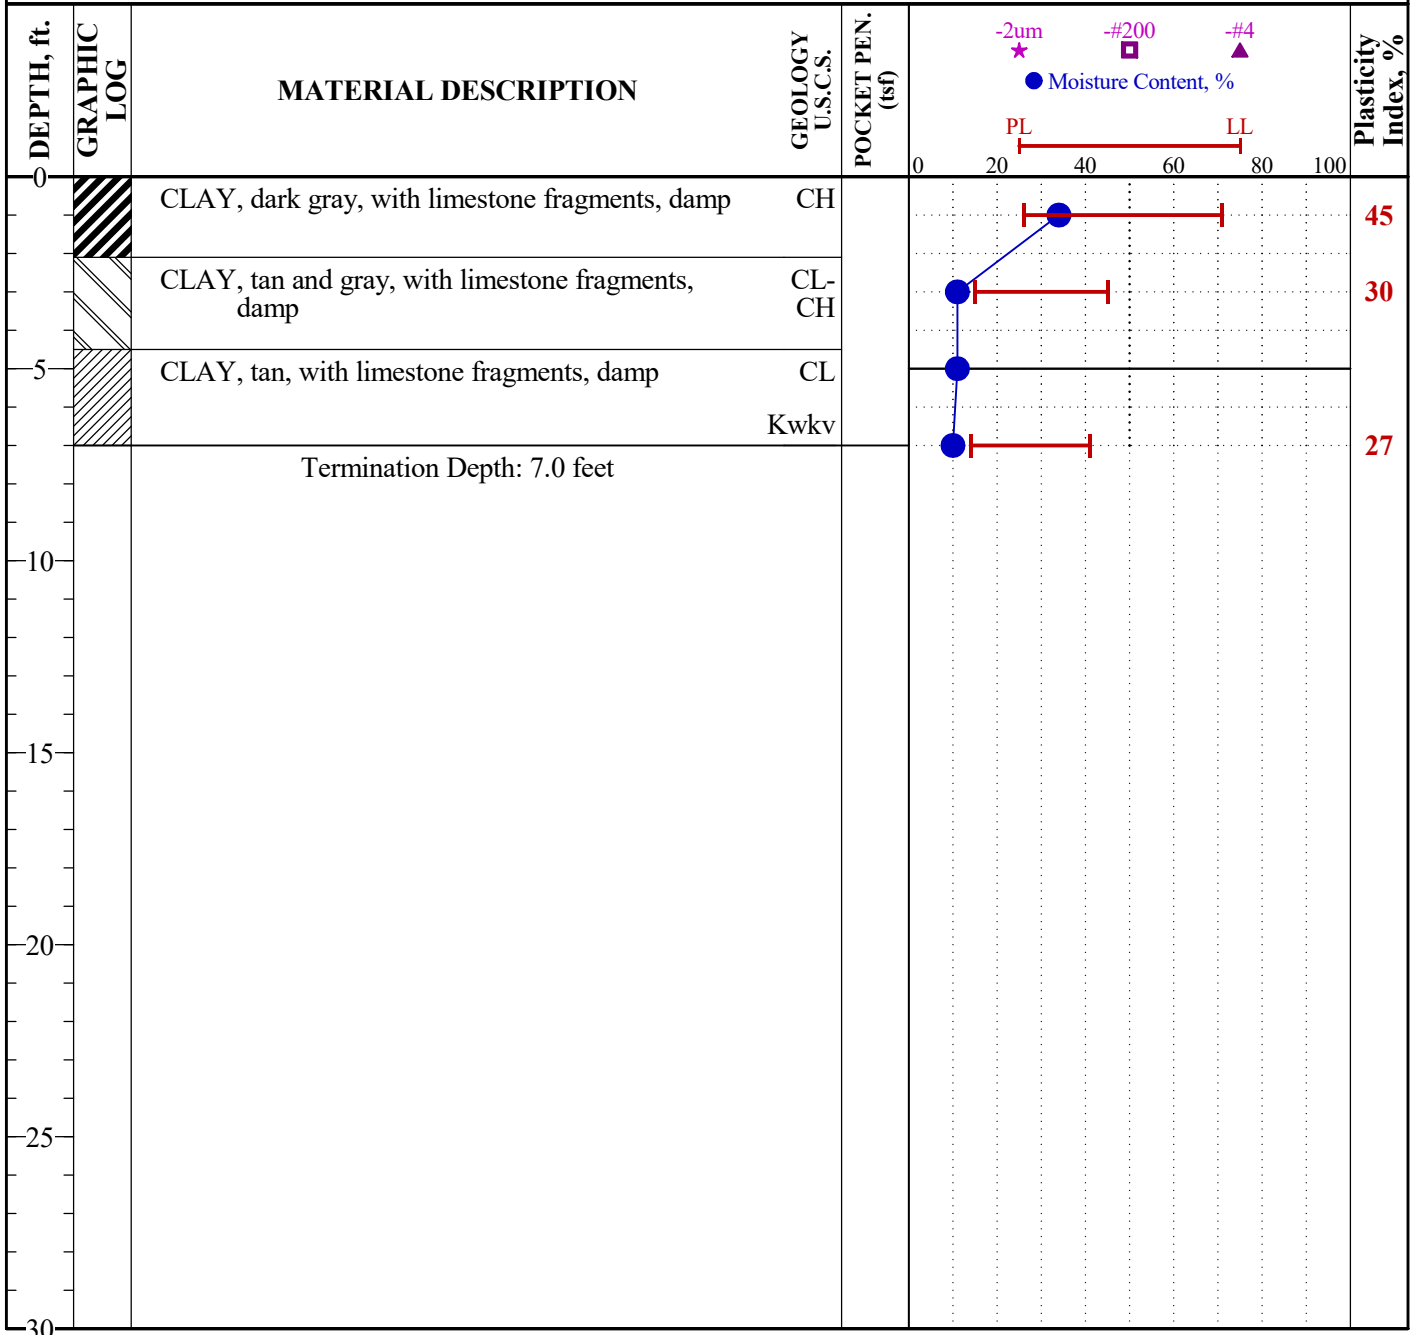 DEPTH, ft.
GRAPHIC
LOG
MATERIAL DESCRIPTION
GEOLOGY
U.S.C.S.
POCKET PEN.
(tsf)
-2um -#200 -#4
Moisture Content, %
PL LL
0 20 40 60 80 100
Plasticity
Index, %
0
CLAY, dark gray, with limestone fragments, damp CH
45
CLAY, tan and gray, with limestone fragments, CL-
damp CH
30
5
CLAY, tan, with limestone fragments, damp CL
Kwkv
27
Termination Depth: 7.0 feet
10
15
20
25
30